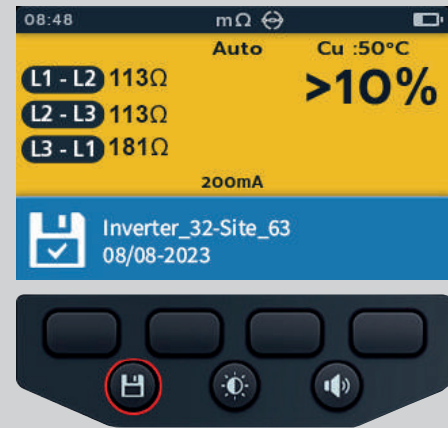 08:48 mΩ
Auto Cu :50°C
L1 - L2 113Ω >10%
L2 - L3 113Ω
L3 - L1 181Ω
200mA
Inverter_32-Site_63
08/08-2023